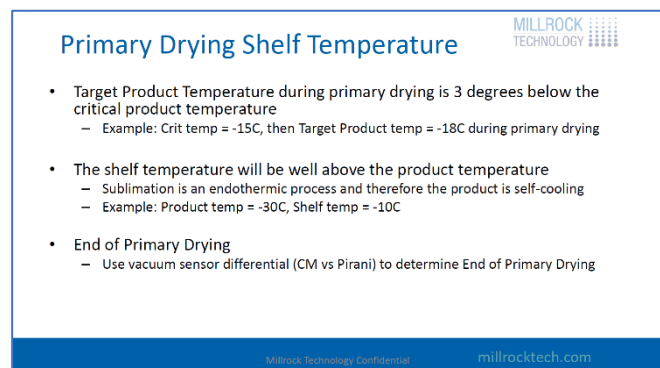 MILLROCK
TECHNOLOGY
Primary Drying Shelf Temperature
• Target Product Temperature during primary drying is 3 degrees below the
critical product temperature
– Example: Crit temp = -15C, then Target Product temp = -18C during primary drying
• The shelf temperature will be well above the product temperature
– Sublimation is an endothermic process and therefore the product is self-cooling
– Example: Product temp = -30C, Shelf temp = -10C
• End of Primary Drying
– Use vacuum sensor differential (CM vs Pirani) to determine End of Primary Drying
Millrock Technology Confidential
millrocktech.com